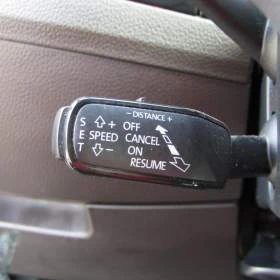 - DISTANCE +
S ⇧ + OFF
E SPEED CANCEL
T ⇩ - ON
RESUME